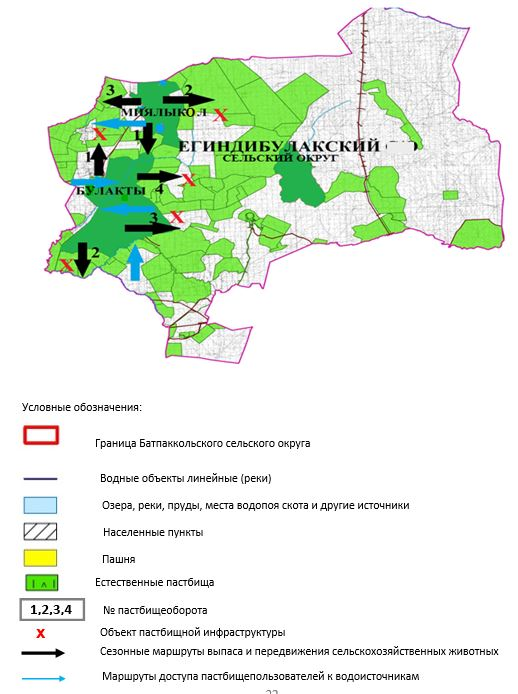 3
2
МИЯЛЫКОЛ
X
X
1
ЕГИНДИБУЛАКСКИЙ С/О
СЕЛЬСКИЙ ОКРУГ
1
X
4
БУЛАКТЫ
X
3
2
X
Условные обозначения:
Граница Батпаккольского сельского округа
Водные объекты линейные (реки)
Озера, реки, пруды, места водопоя скота и другие источники
Населенные пункты
Пашня
Естественные пастбища
1,2,3,4 № пастбищеоборота
X Объект пастбищной инфраструктуры
Сезонные маршруты выпаса и передвижения сельскохозяйственных животных
Маршруты доступа пастбищепользователей к водоисточникам